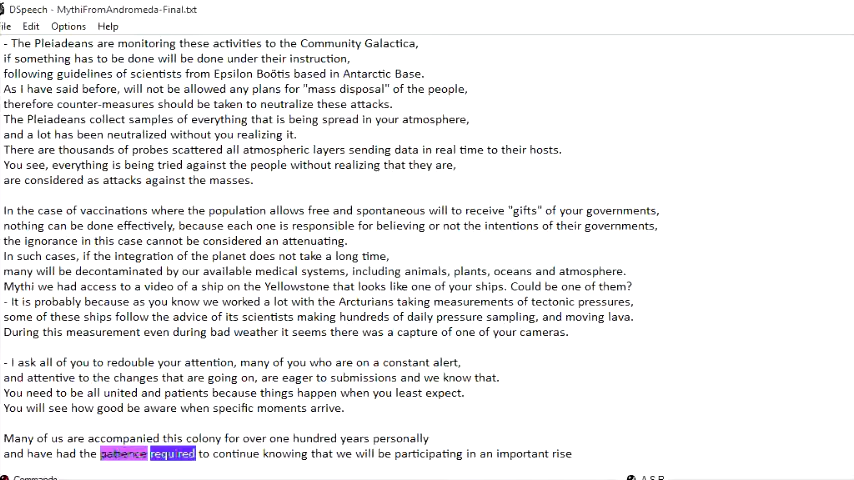 DSpeech - MythiFromAndromeda-Final.txt
File Edit Options Help
- The Pleiadeans are monitoring these activities to the Community Galactica,
if something has to be done will be done under their instruction,
following guidelines of scientists from Epsilon Boötis based in Antarctic Base.
As I have said before, will not be allowed any plans for "mass disposal" of the people,
therefore counter-measures should be taken to neutralize these attacks.
The Pleiadeans collect samples of everything that is being spread in your atmosphere,
and a lot has been neutralized without you realizing it.
There are thousands of probes scattered all atmospheric layers sending data in real time to their hosts.
You see, everything is being tried against the people without realizing that they are,
are considered as attacks against the masses.
In the case of vaccinations where the population allows free and spontaneous will to receive "gifts" of your governments,
nothing can be done effectively, because each one is responsible for believing or not the intentions of their governments,
the ignorance in this case cannot be considered an attenuating.
In such cases, if the integration of the planet does not take a long time,
many will be decontaminated by our available medical systems, including animals, plants, oceans and atmosphere.
Mythi we had access to a video of a ship on the Yellowstone that looks like one of your ships. Could be one of them?
- It is probably because as you know we worked a lot with the Arcturians taking measurements of tectonic pressures,
some of these ships follow the advice of its scientists making hundreds of daily pressure sampling, and moving lava.
During this measurement even during bad weather it seems there was a capture of one of your cameras.
- I ask all of you to redouble your attention, many of you who are on a constant alert,
and attentive to the changes that are going on, are eager to submissions and we know that.
You need to be all united and patients because things happen when you least expect.
You will see how good be aware when specific moments arrive.
Many of us are accompanied this colony for over one hundred years personally
and have had the patience required to continue knowing that we will be participating in an important rise
Commands A.S.R.